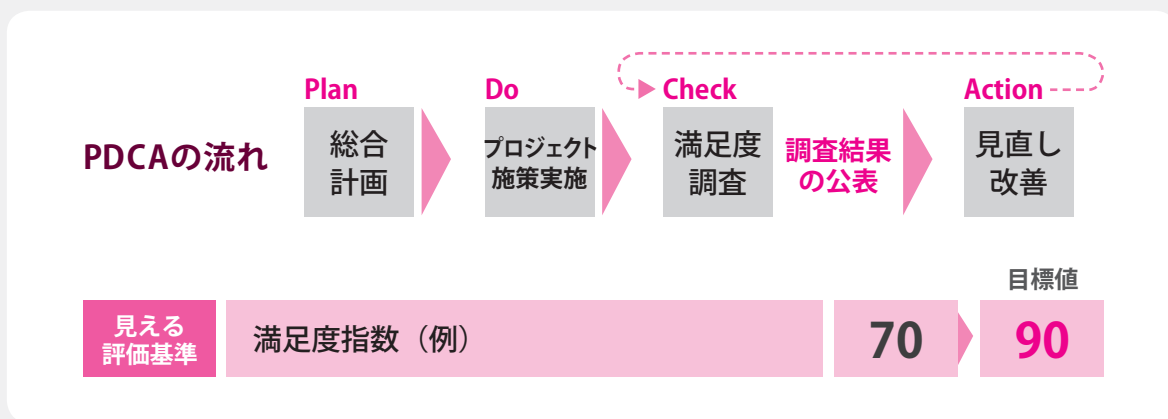 PDCAの流れ
Plan
総合
計画
Do
プロジェクト
施策実施
Check
満足度
調査
調査結果
の公表
Action
見直し
改善
目標値
見える
評価基準
満足度指数（例）
70
90